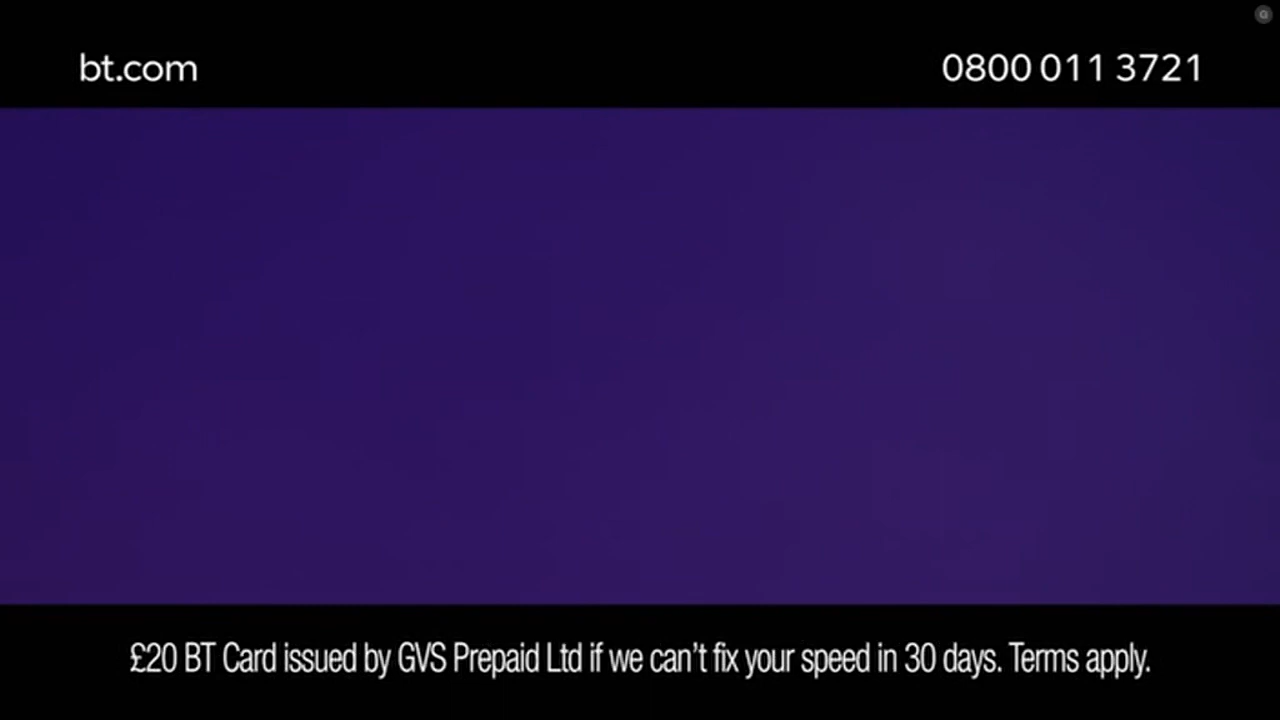 bt.com
0800 011 3721
£20 BT Card issued by GVS Prepaid Ltd if we can't fix your speed in 30 days. Terms apply.